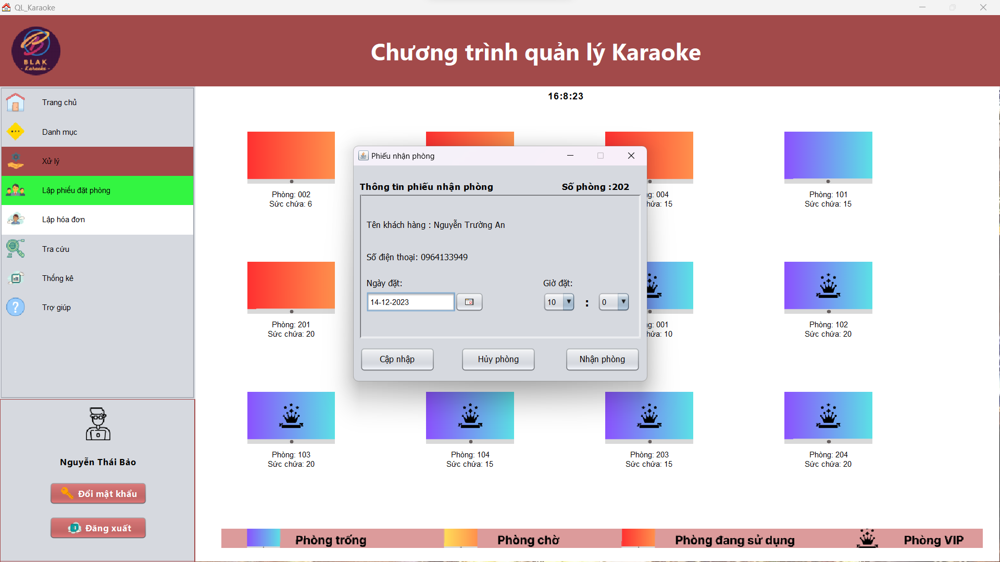 QL_Karaoke
BLAK
- Karaoke -
Chương trình quản lý Karaoke
Trang chủ
Danh mục
Xử lý
Lập phiếu đặt phòng
Lập hóa đơn
Tra cứu
Thống kê
Trợ giúp
Nguyễn Thái Bảo
Đổi mật khẩu
Đăng xuất
16:8:23
Phòng: 002
Sức chứa: 6
g: 004
hứa: 15
Phòng: 101
Sức chứa: 15
Phiếu nhận phòng
Thông tin phiếu nhận phòng
Số phòng :202
Tên khách hàng : Nguyễn Trường An
Số điện thoại: 0964133949
Ngày đặt:
Giờ đặt:
14-12-2023
10 : 0
Cập nhập
Hủy phòng
Nhận phòng
Phòng: 201
Sức chứa: 20
g: 001
hứa: 10
Phòng: 102
Sức chứa: 20
Phòng: 103
Sức chứa: 20
Phòng: 104
Sức chứa: 15
Phòng: 203
Sức chứa: 15
Phòng: 204
Sức chứa: 20
Phòng trống
Phòng chờ
Phòng đang sử dụng
Phòng VIP